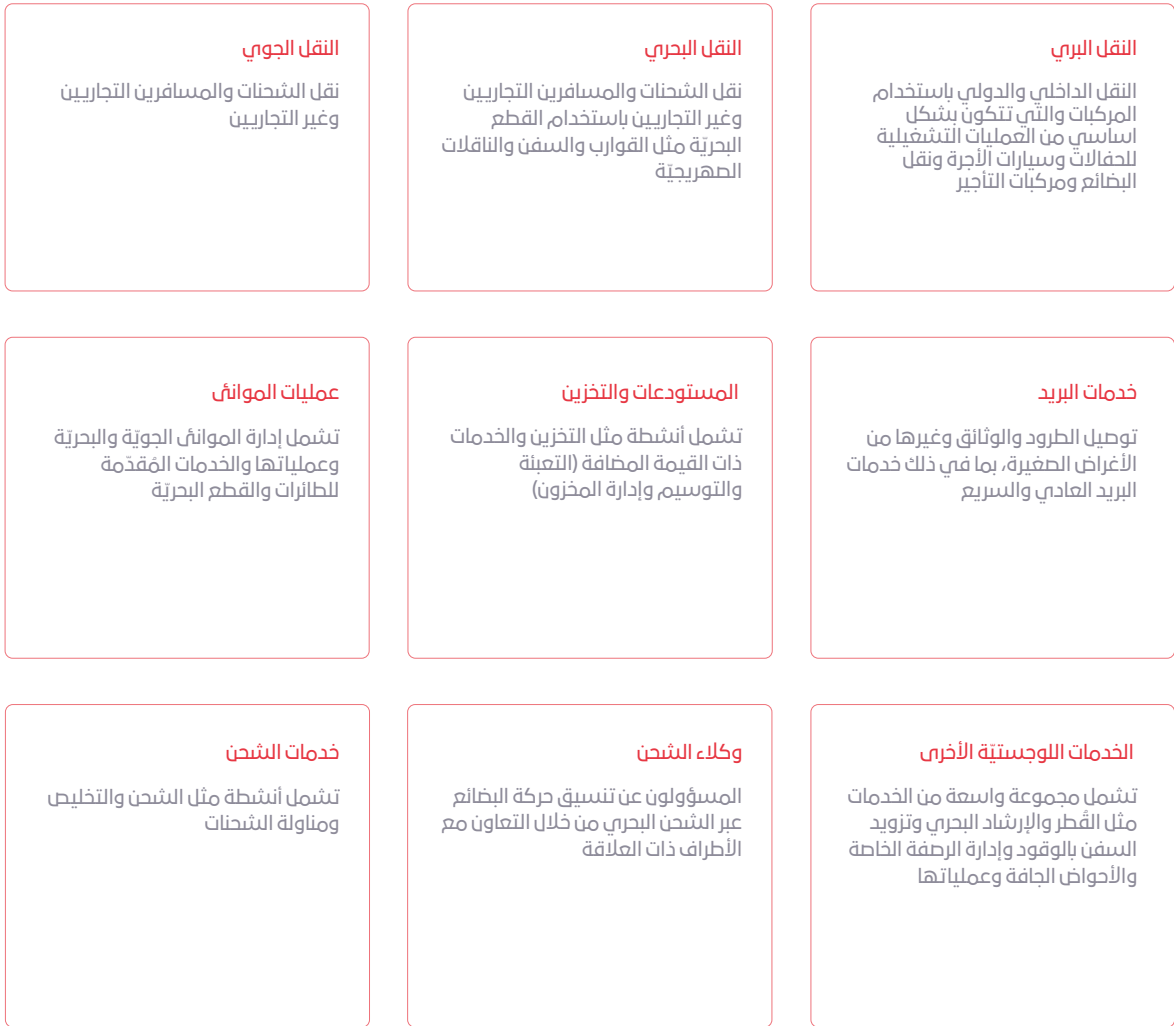 النقل البري
النقل الداخلي والدولي باستخدام
المركبات والتي تتكون بشكل
اساسي من العمليات التشغيلية
للحفالات وسيارات الأجرة ونقل
البضائع ومركبات التأجير
النقل البحري
نقل الشحنات والمسافرين التجاريين
وغير التجاريين باستخدام القطع
البحريّة مثل القوارب والسفن والناقلات
الصهريجيّة
النقل الجوي
نقل الشحنات والمسافرين التجاريين
وغير التجاريين
خدمات البريد
توصيل الطرود والوثائق وغيرها من
الأغراض الصغيرة، بما في ذلك خدمات
البريد العادي والسريع
المستودعات والتخزين
تشمل أنشطة مثل التخزين والخدمات
ذات القيمة المضافة (التعبئة
والتوسيم وإدارة المخزون)
عمليات الموانئ
تشمل إدارة الموانئ الجويّة والبحريّة
وعملياتها والخدمات المُقدّمة
للطائرات والقطع البحريّة
الخدمات اللوجستيّة الأخرى
تشمل مجموعة واسعة من الخدمات
مثل القَطر والإرشاد البحري وتزويد
السفن بالوقود وإدارة الرصفة الخاصة
والأحواض الجافة وعملياتها
وكلاء الشحن
المسؤولون عن تنسيق حركة البضائع
عبر الشحن البحري من خلال التعاون مع
الأطراف ذات العلاقة
خدمات الشحن
تشمل أنشطة مثل الشحن والتخليص
ومناولة الشحنات